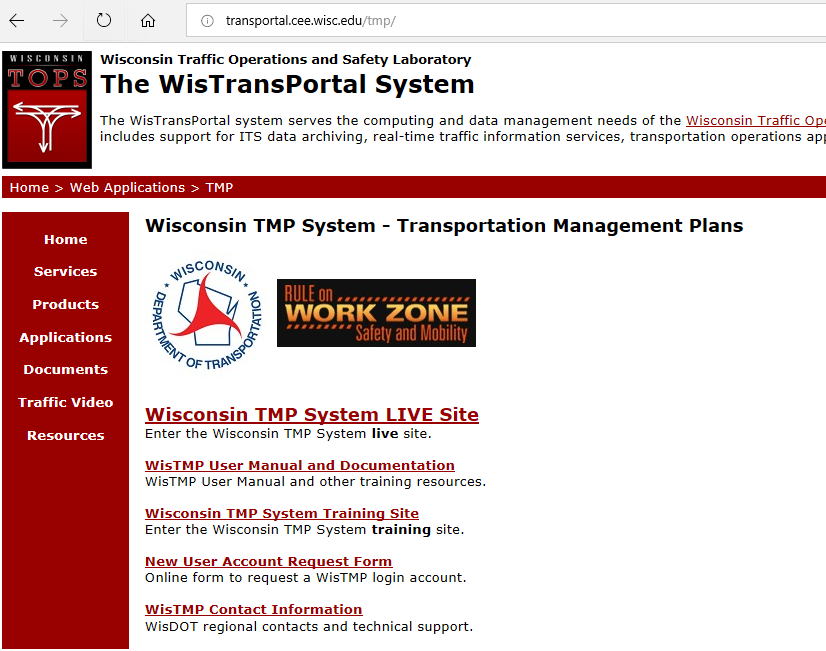 transportal.cee.wisc.edu/tmp/
WISCONSIN
TOPS
Wisconsin Traffic Operations and Safety Laboratory
The WisTransPortal System
The WisTransPortal system serves the computing and data management needs of the Wisconsin Traffic Ope
includes support for ITS data archiving, real-time traffic information services, transportation operations app
Home > Web Applications > TMP
Home
Services
Products
Applications
Documents
Traffic Video
Resources
Wisconsin TMP System - Transportation Management Plans
WISCONSIN
DEPARTMENT OF TRANSPORTATION
RULE on
WORK ZONE
Safety and Mobility
Wisconsin TMP System LIVE Site
Enter the Wisconsin TMP System live site.
WisTMP User Manual and Documentation
WisTMP User Manual and other training resources.
Wisconsin TMP System Training Site
Enter the Wisconsin TMP System training site.
New User Account Request Form
Online form to request a WisTMP login account.
WisTMP Contact Information
WisDOT regional contacts and technical support.